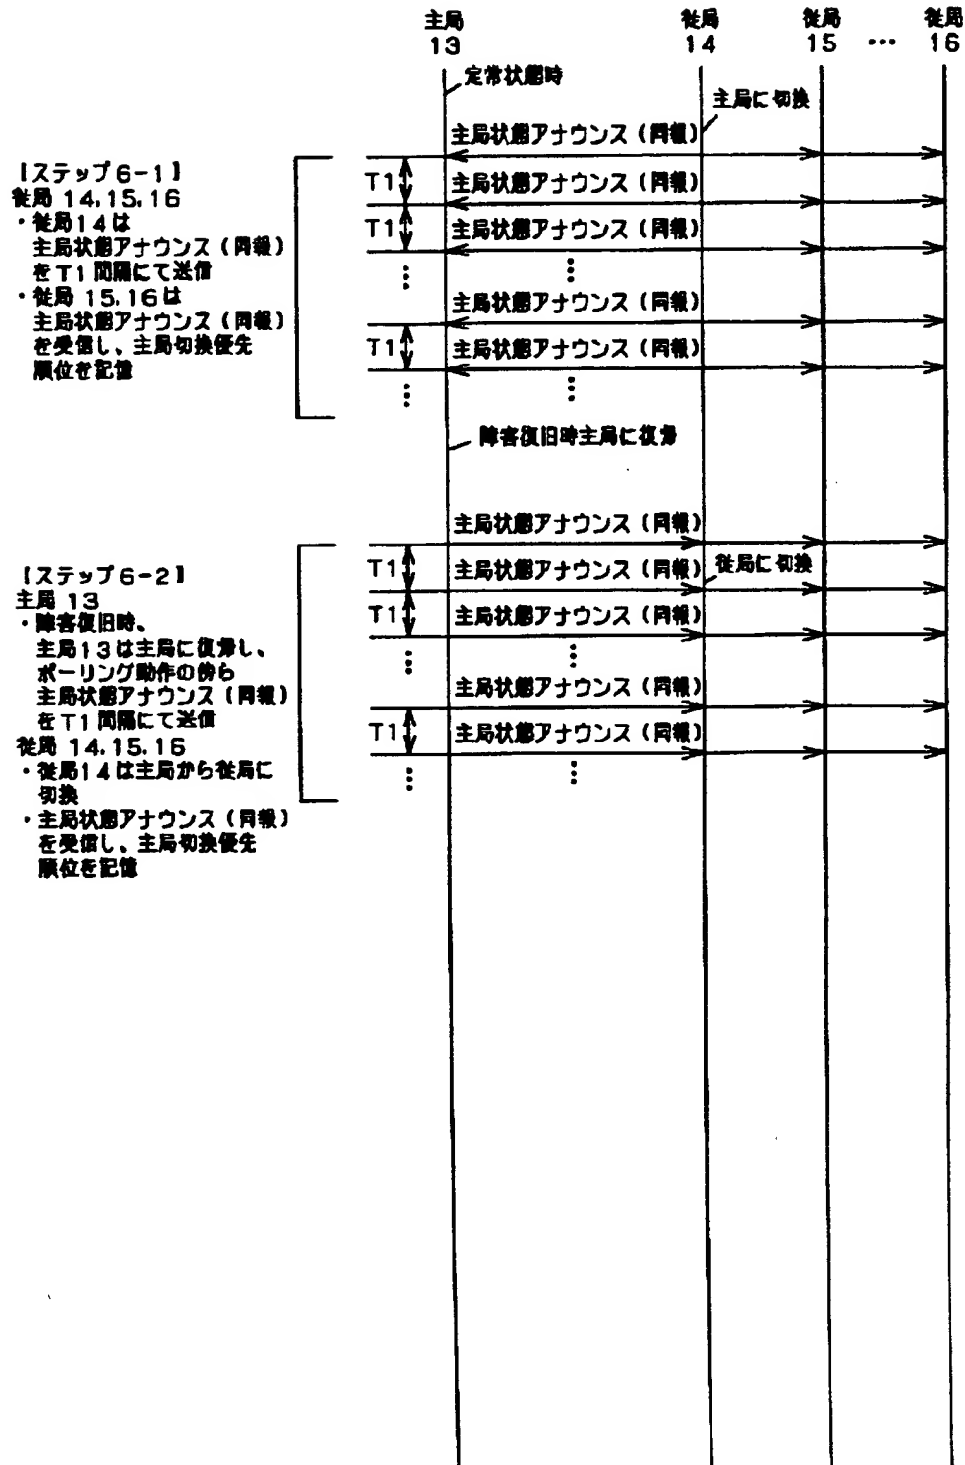 主局 従局 従局 従局
13 14 15 … 16
定常状態時
主局に切換
主局状態アナウンス(同報)
【ステップ6-1】
従局 14,15,16
・従局14は
主局状態アナウンス(同報)
をT1間隔にて送信
・従局 15,16は
主局状態アナウンス(同報)
を受信し、主局切換優先
順位を記憶
T1 主局状態アナウンス(同報)
T1 主局状態アナウンス(同報)
主局状態アナウンス(同報)
T1 主局状態アナウンス(同報)
障害復旧時主局に復帰
主局状態アナウンス(同報)
【ステップ6-2】
主局 13
・障害復旧時、
主局13は主局に復帰し、
ポーリング動作の傍ら
主局状態アナウンス(同報)
をT1間隔にて送信
従局 14,15,16
・従局14は主局から従局に
切換
・主局状態アナウンス(同報)
を受信し、主局切換優先
順位を記憶
T1 主局状態アナウンス(同報) 従局に切換
T1 主局状態アナウンス(同報)
主局状態アナウンス(同報)
T1 主局状態アナウンス(同報)